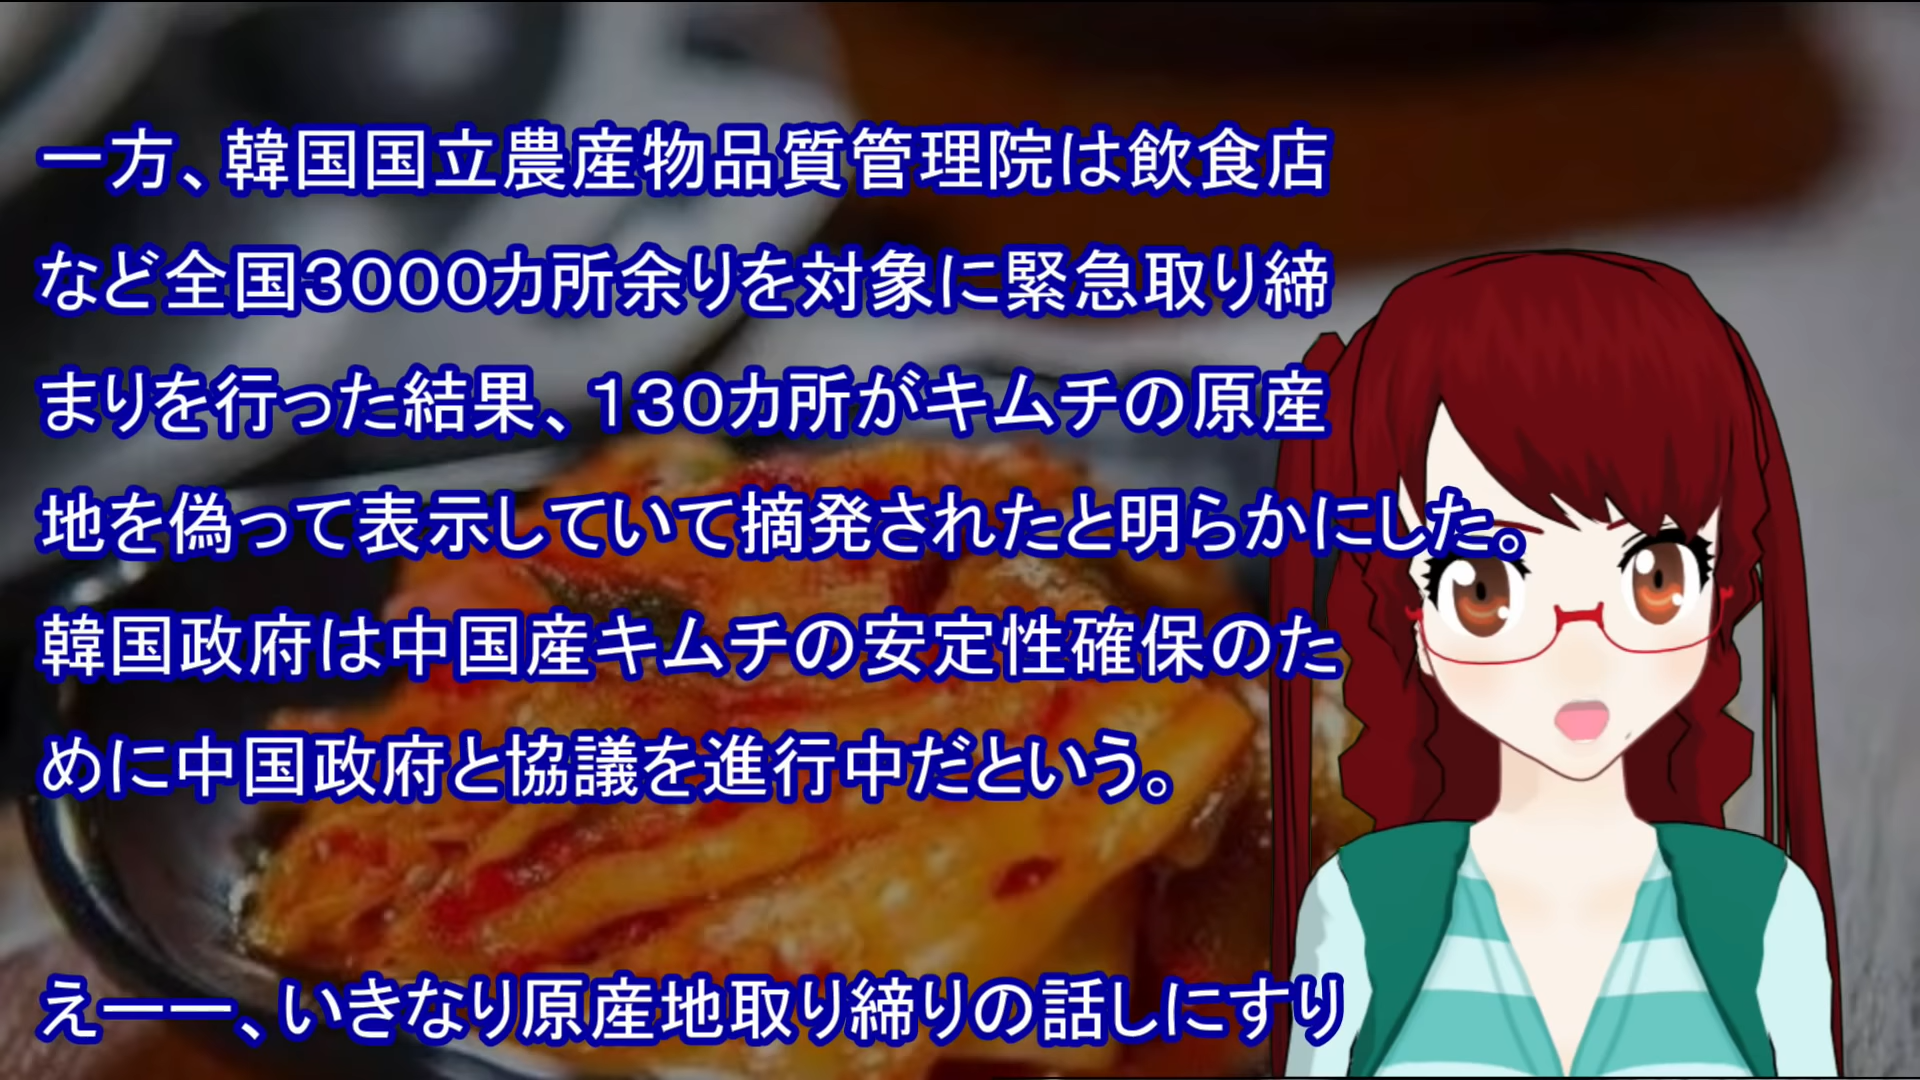 一方、韓国国立農産物品質管理院は飲食店
など全国3000カ所余りを対象に緊急取り締
まりを行った結果、130カ所がキムチの原産
地を偽って表示していて摘発されたと明らかにした。
韓国政府は中国産キムチの安定性確保のた
めに中国政府と協議を進行中だという。
えーー、いきなり原産地取り締りの話しにすり